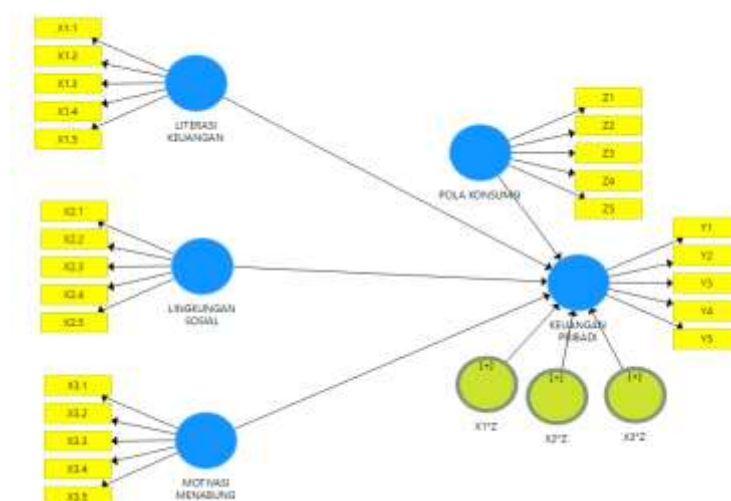 X1.1
X1.2
X1.3
X1.4
X1.5
LITERASI
KEUANGAN
Z1
Z2
Z3
Z4
Z5
POLA KONSUMSI
X2.1
X2.2
X2.3
X2.4
X2.5
LINGKUNGAN
SOSIAL
Y1
Y2
Y3
Y4
Y5
KEUANGAN
PRIBADI
[+]
[+]
[+]
X1*Z
X2*Z
X3*Z
X3.1
X3.2
X3.3
X3.4
X3.5
MOTIVASI
MENABUNG